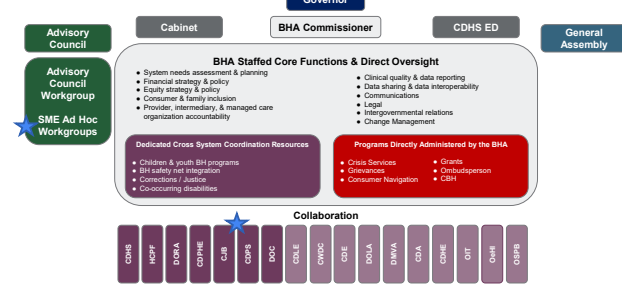 Governor
Cabinet
BHA Commissioner
CDHS ED
Advisory
Council
General
Assembly
Advisory
Council
Workgroup
SME Ad Hoc
Workgroups
BHA Staffed Core Functions & Direct Oversight
• System needs assessment & planning
• Financial strategy & policy
• Equity strategy & policy
• Consumer & family inclusion
• Provider, intermediary, & managed care
organization accountability
• Clinical quality & data reporting
• Data sharing & data interoperability
• Communications
• Legal
• Intergovernmental relations
• Change Management
Dedicated Cross System Coordination Resources
• Children & youth BH programs
• BH safety net integration
• Corrections / Justice
• Co-occurring disabilities
Programs Directly Administered by the BHA
• Crisis Services
• Grievances
• Consumer Navigation
• Grants
• Ombudsperson
• CBH
Collaboration
CDHS
HCPF
DORA
CDPHE
CJB
CDPS
DOC
CDLE
CWDC
CDE
DOLA
DMVA
CDA
CDHE
OIT
OeHI
OSPB